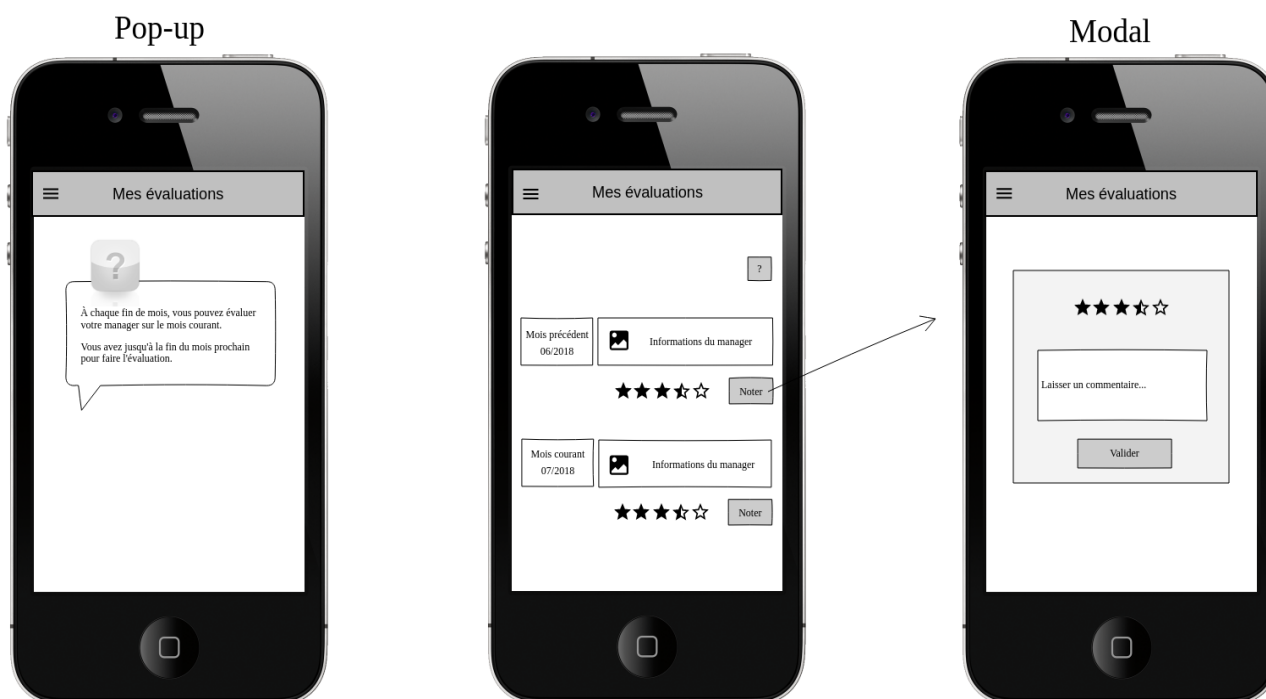 Pop-up
Mes évaluations
?
À chaque fin de mois, vous pouvez évaluer
votre manager sur le mois courant.
Vous avez jusqu'à la fin du mois prochain
pour faire l'évaluation.
Mes évaluations
?
Mois précédent
06/2018
Informations du manager
Noter
Mois courant
07/2018
Informations du manager
Noter
Modal
Mes évaluations
Laisser un commentaire...
Valider